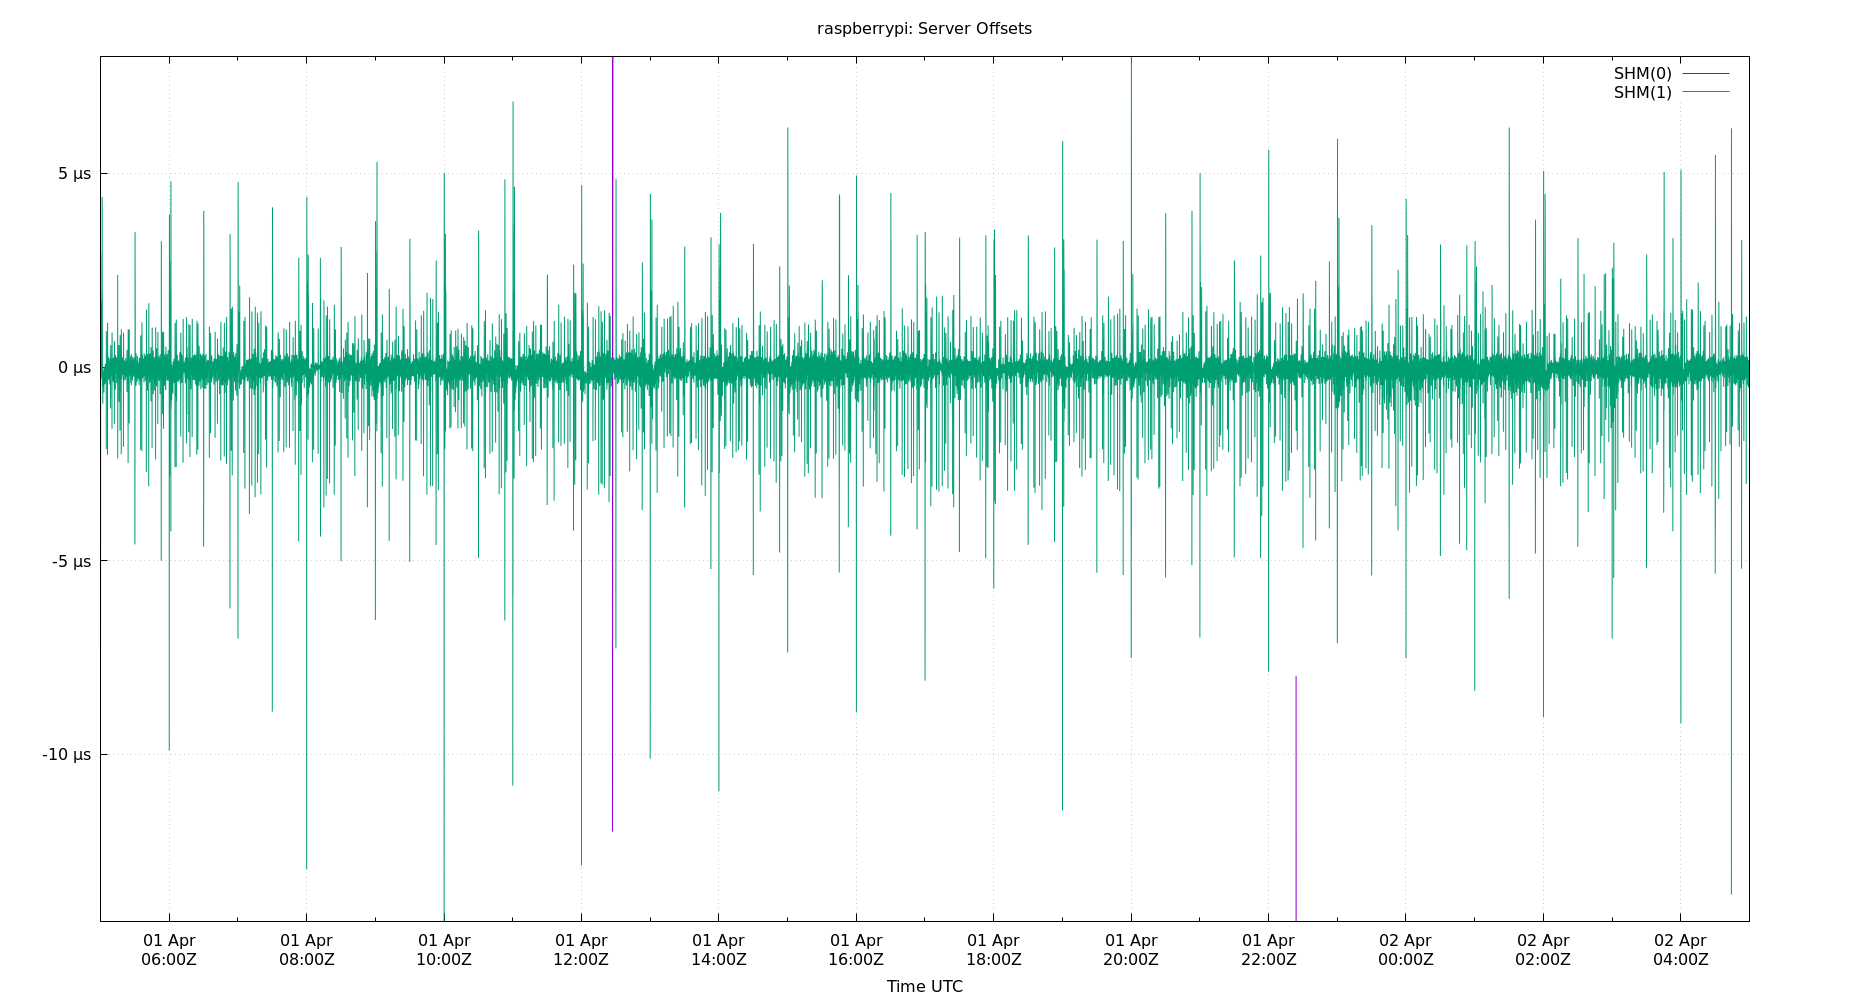 raspberrypi: Server Offsets
SHM(0)
SHM(1)
5 µs
0 µs
-5 µs
-10 µs
01 Apr 01 Apr 01 Apr 01 Apr 01 Apr 01 Apr 01 Apr 01 Apr 01 Apr 02 Apr 02 Apr 02 Apr
06:00Z 08:00Z 10:00Z 12:00Z 14:00Z 16:00Z 18:00Z 20:00Z 22:00Z 00:00Z 02:00Z 04:00Z
Time UTC